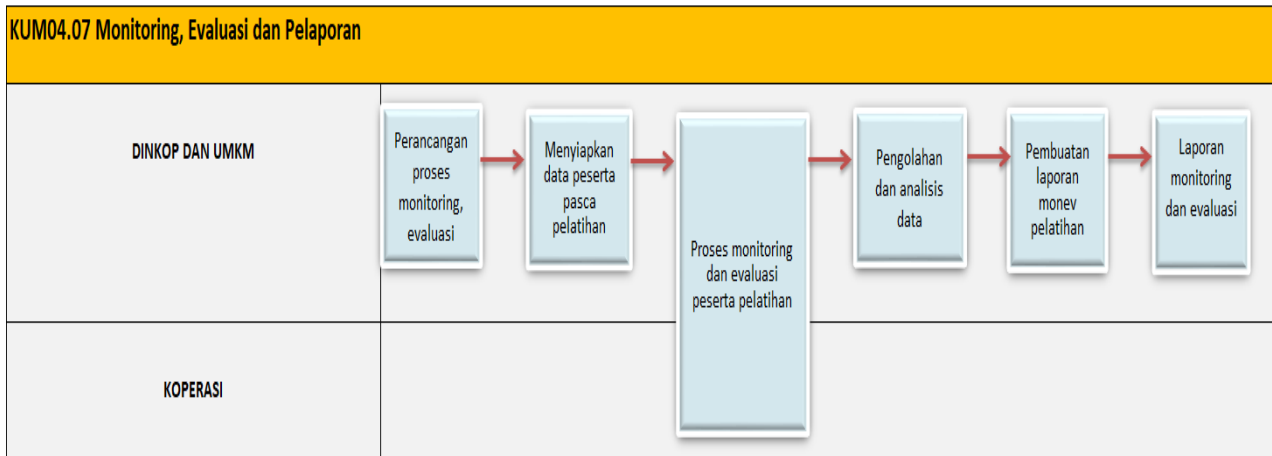 KUM04.07 Monitoring, Evaluasi dan Pelaporan
DINKOP DAN UMKM
Perancangan
proses
monitoring,
evaluasi
Menyiapkan
data peserta
pasca
pelatihan
Proses monitoring
dan evaluasi
peserta pelatihan
Pengolahan
dan analisis
data
Pembuatan
laporan
monev
pelatihan
Laporan
monitoring
dan evaluasi
KOPERASI